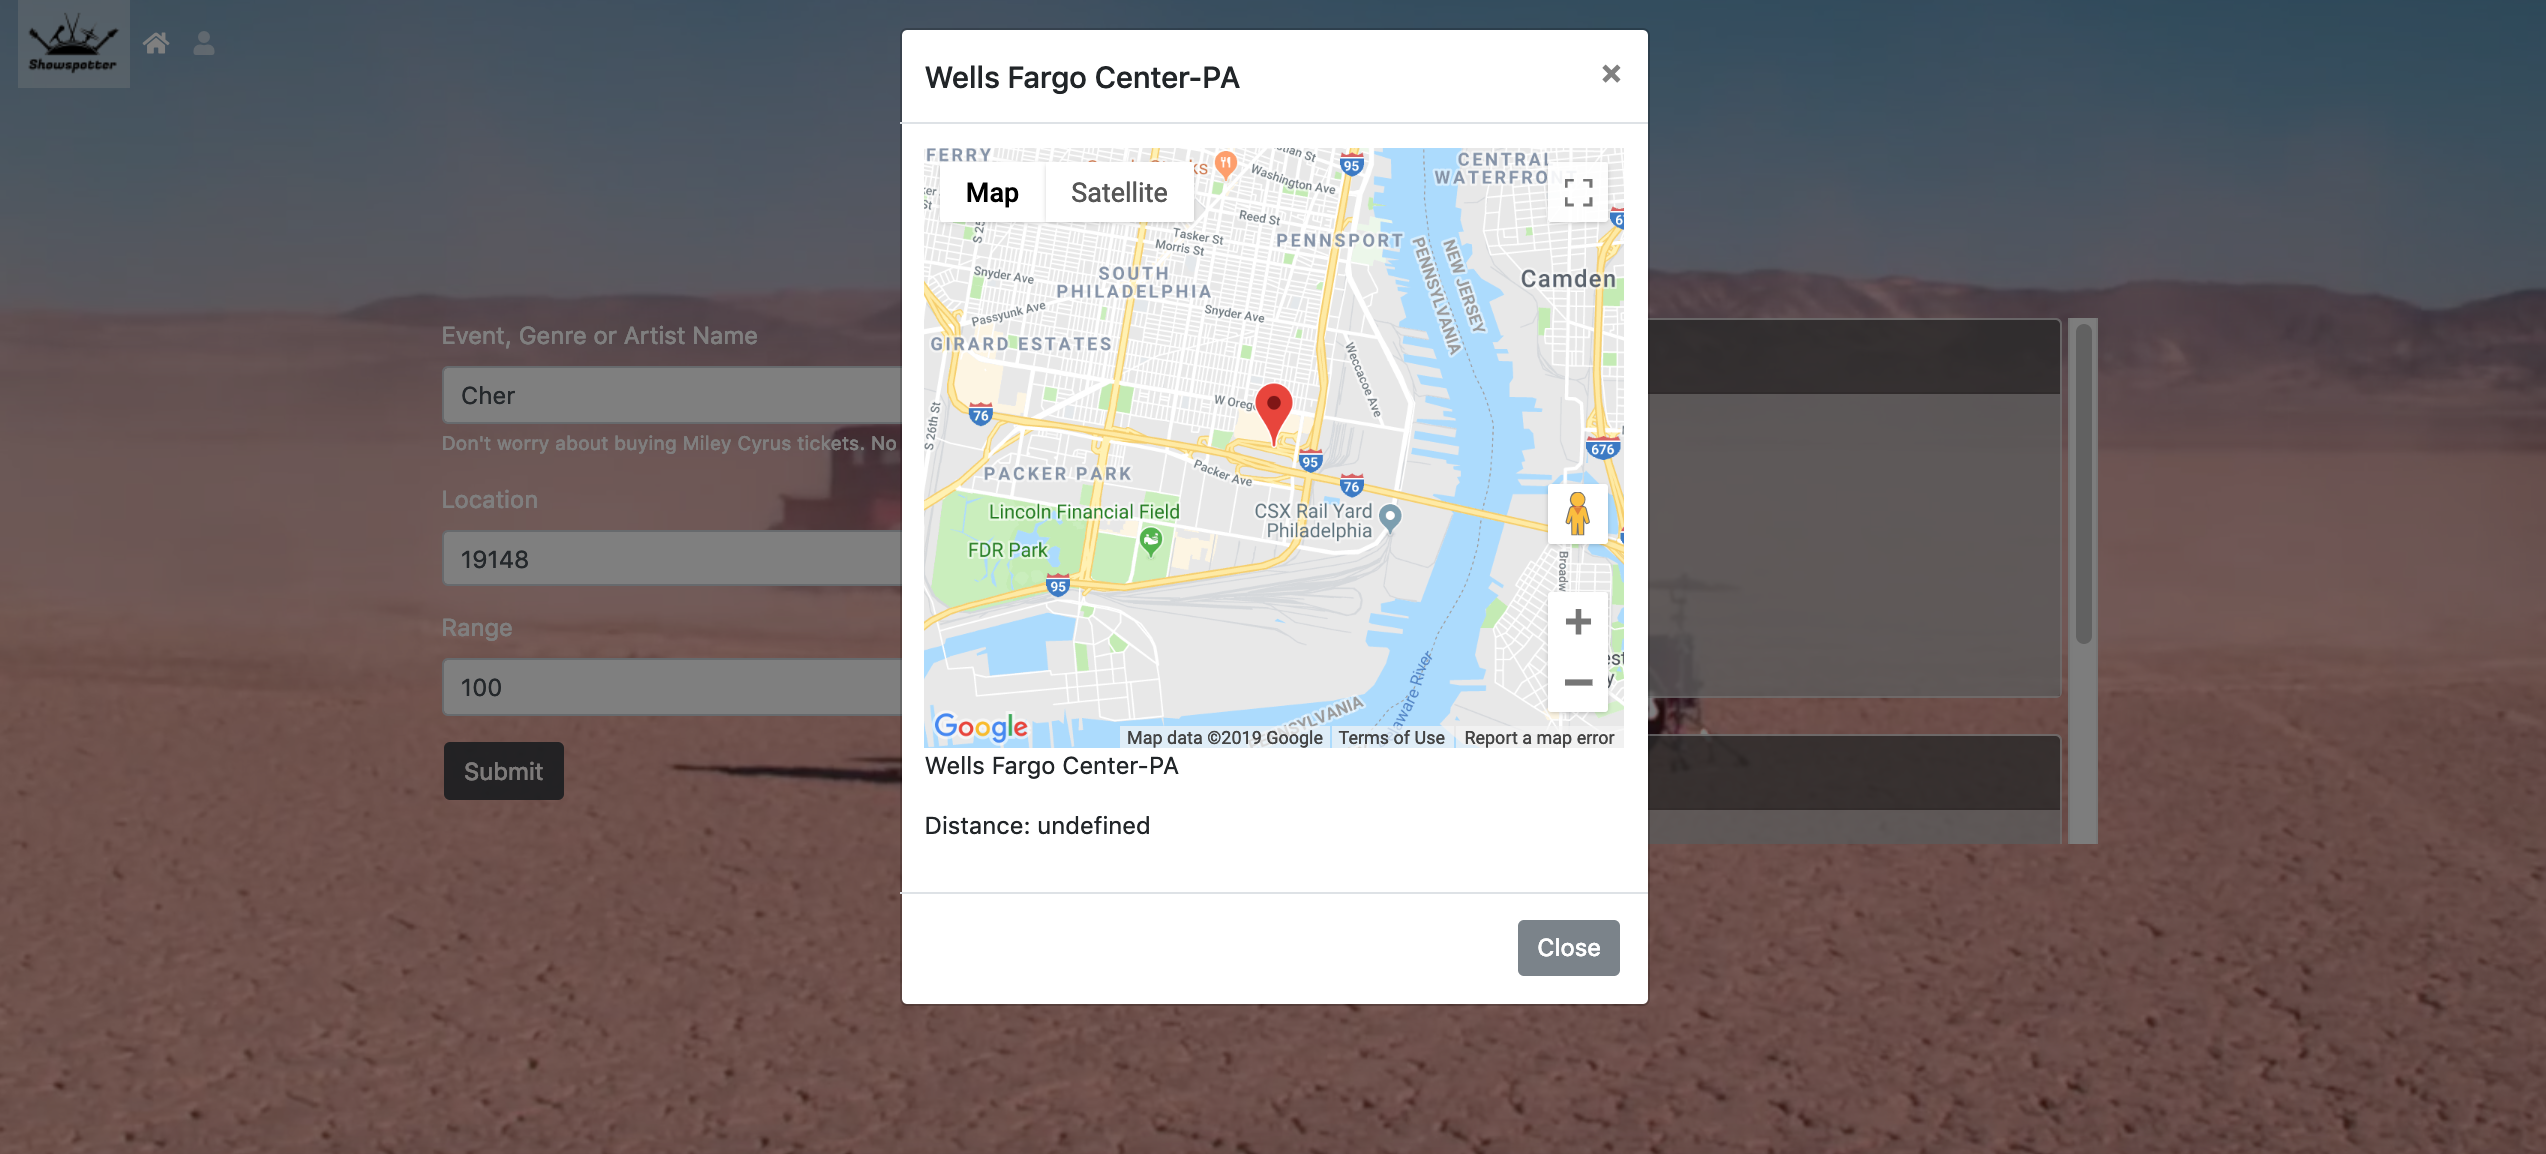 Showspotter
Wells Fargo Center-PA
×
FERRY
Washington Ave
95
CENTRAL
WATERFRO
Map
Satellite
Reed St
Tasker St
Morris St
PENNSPORT
Snyder Ave
SOUTH
PHILADELPHIA
Camden
PENNSYLVANIA
NEW JERSEY
Passyunk Ave
Snyder Ave
GIRARD ESTATES
Weccacoe Ave
Event, Genre or Artist Name
Cher
Don't worry about buying Miley Cyrus tickets. No
76
S 26th St
W Orego
95
676
PACKER PARK
Packer Ave
76
Lincoln Financial Field
CSX Rail Yard
Philadelphia
FDR Park
95
Broadw
Location
19148
Range
100
Submit
aware River
SYLVANIA
Google
Map data ©2019 Google
Terms of Use
Report a map error
Wells Fargo Center-PA
Distance: undefined
Close